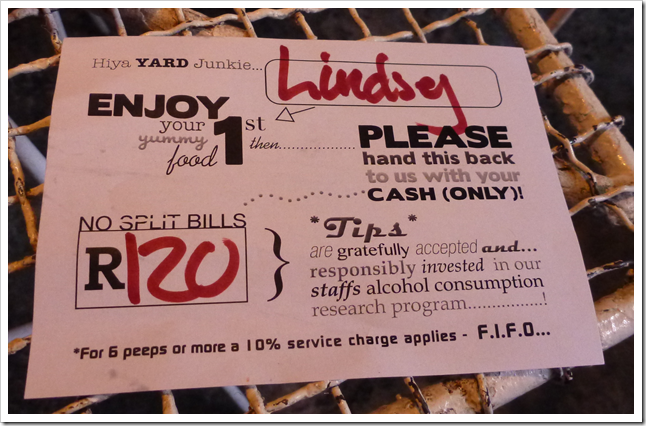 Hiya YARD Junkie... Lindsey
ENJOY
your
yummy
food 1st then...............
PLEASE
hand this back
to us with your
CASH (ONLY)!
NO SPLIT BILLS
R120
*Tips*
are gratefully accepted and...
responsibly invested in our
staffs alcohol consumption
research program.................!
*For 6 peeps or more a 10% service charge applies - F.I.F.O...